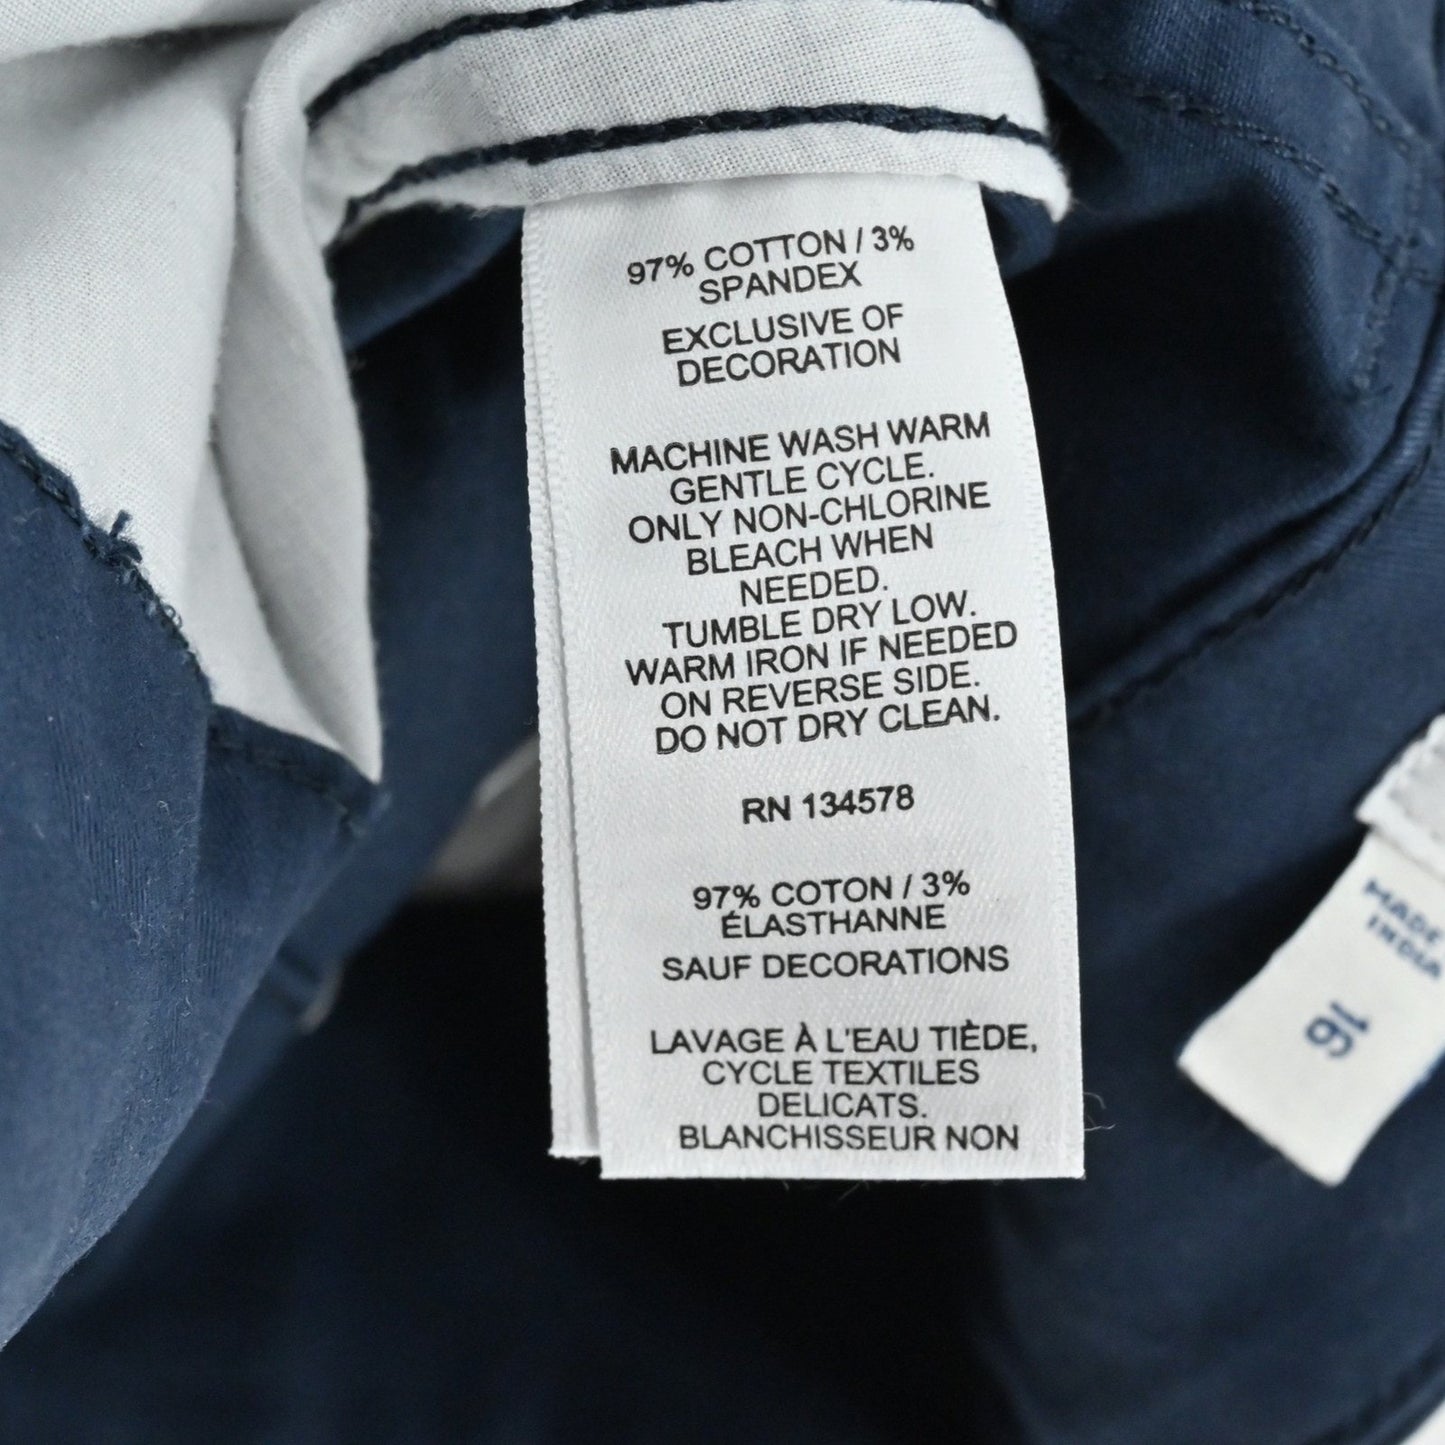 97% COTTON / 3%
SPANDEX
EXCLUSIVE OF
DECORATION
MACHINE WASH WARM
GENTLE CYCLE.
ONLY NON-CHLORINE
BLEACH WHEN
NEEDED.
TUMBLE DRY LOW.
WARM IRON IF NEEDED
ON REVERSE SIDE.
DO NOT DRY CLEAN.
RN 134578
97% COTON / 3%
ÉLASTHANNE
SAUF DECORATIONS
LAVAGE À L'EAU TIÈDE,
CYCLE TEXTILES
DELICATS.
BLANCHISSEUR NON
MADE
INDIA
16